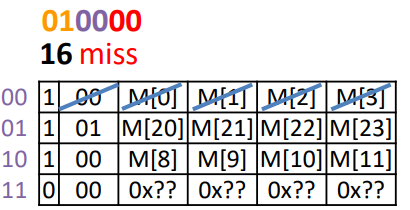 010000
16 miss
00 1 00 M[0] M[1] M[2] M[3]
01 1 01 M[20] M[21] M[22] M[23]
10 1 00 M[8] M[9] M[10] M[11]
11 0 00 0x?? 0x?? 0x?? 0x??